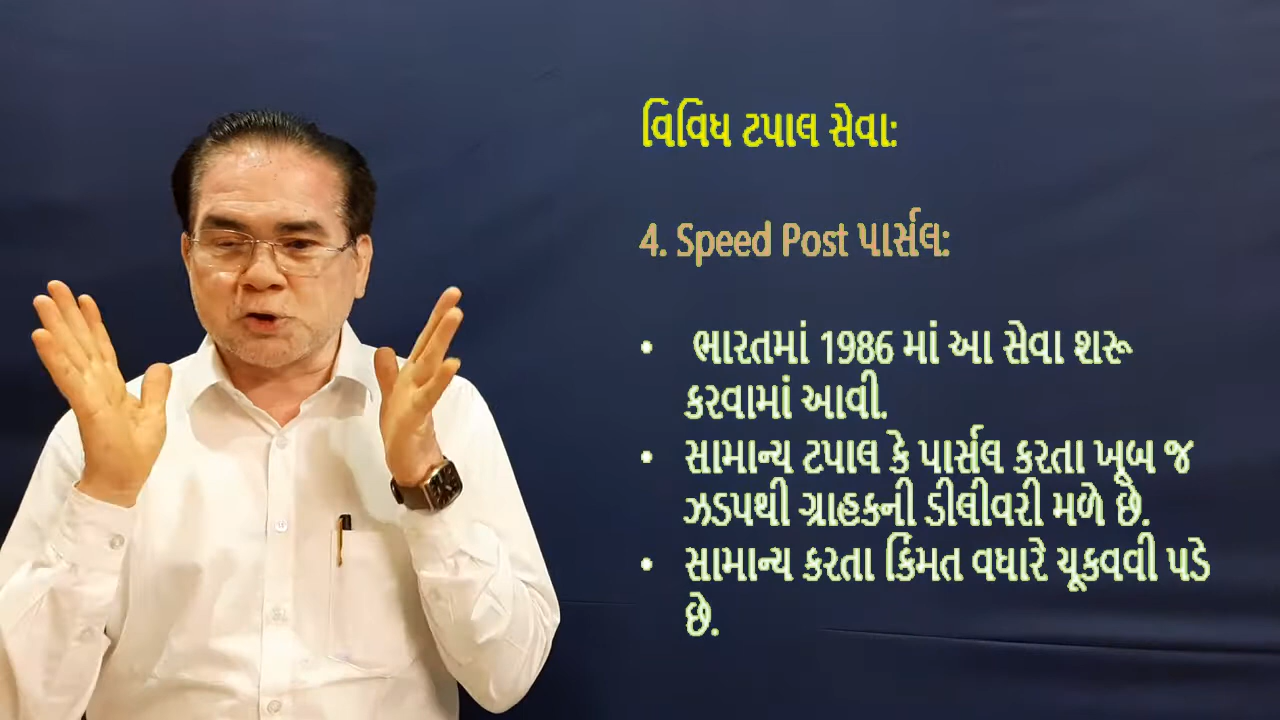 વિવિધ ટપાલ સેવા:
4. Speed Post પાર્સલ:
• ભારતમાં 1986 માં આ સેવા શરૂ
કરવામાં આવી.
• સામાન્ય ટપાલ કે પાર્સલ કરતા ખૂબ જ
ઝડપથી ગ્રાહકની ડીલીવરી મળે છે.
• સામાન્ય કરતા કિંમત વધારે ચૂકવવી પડે
છે.